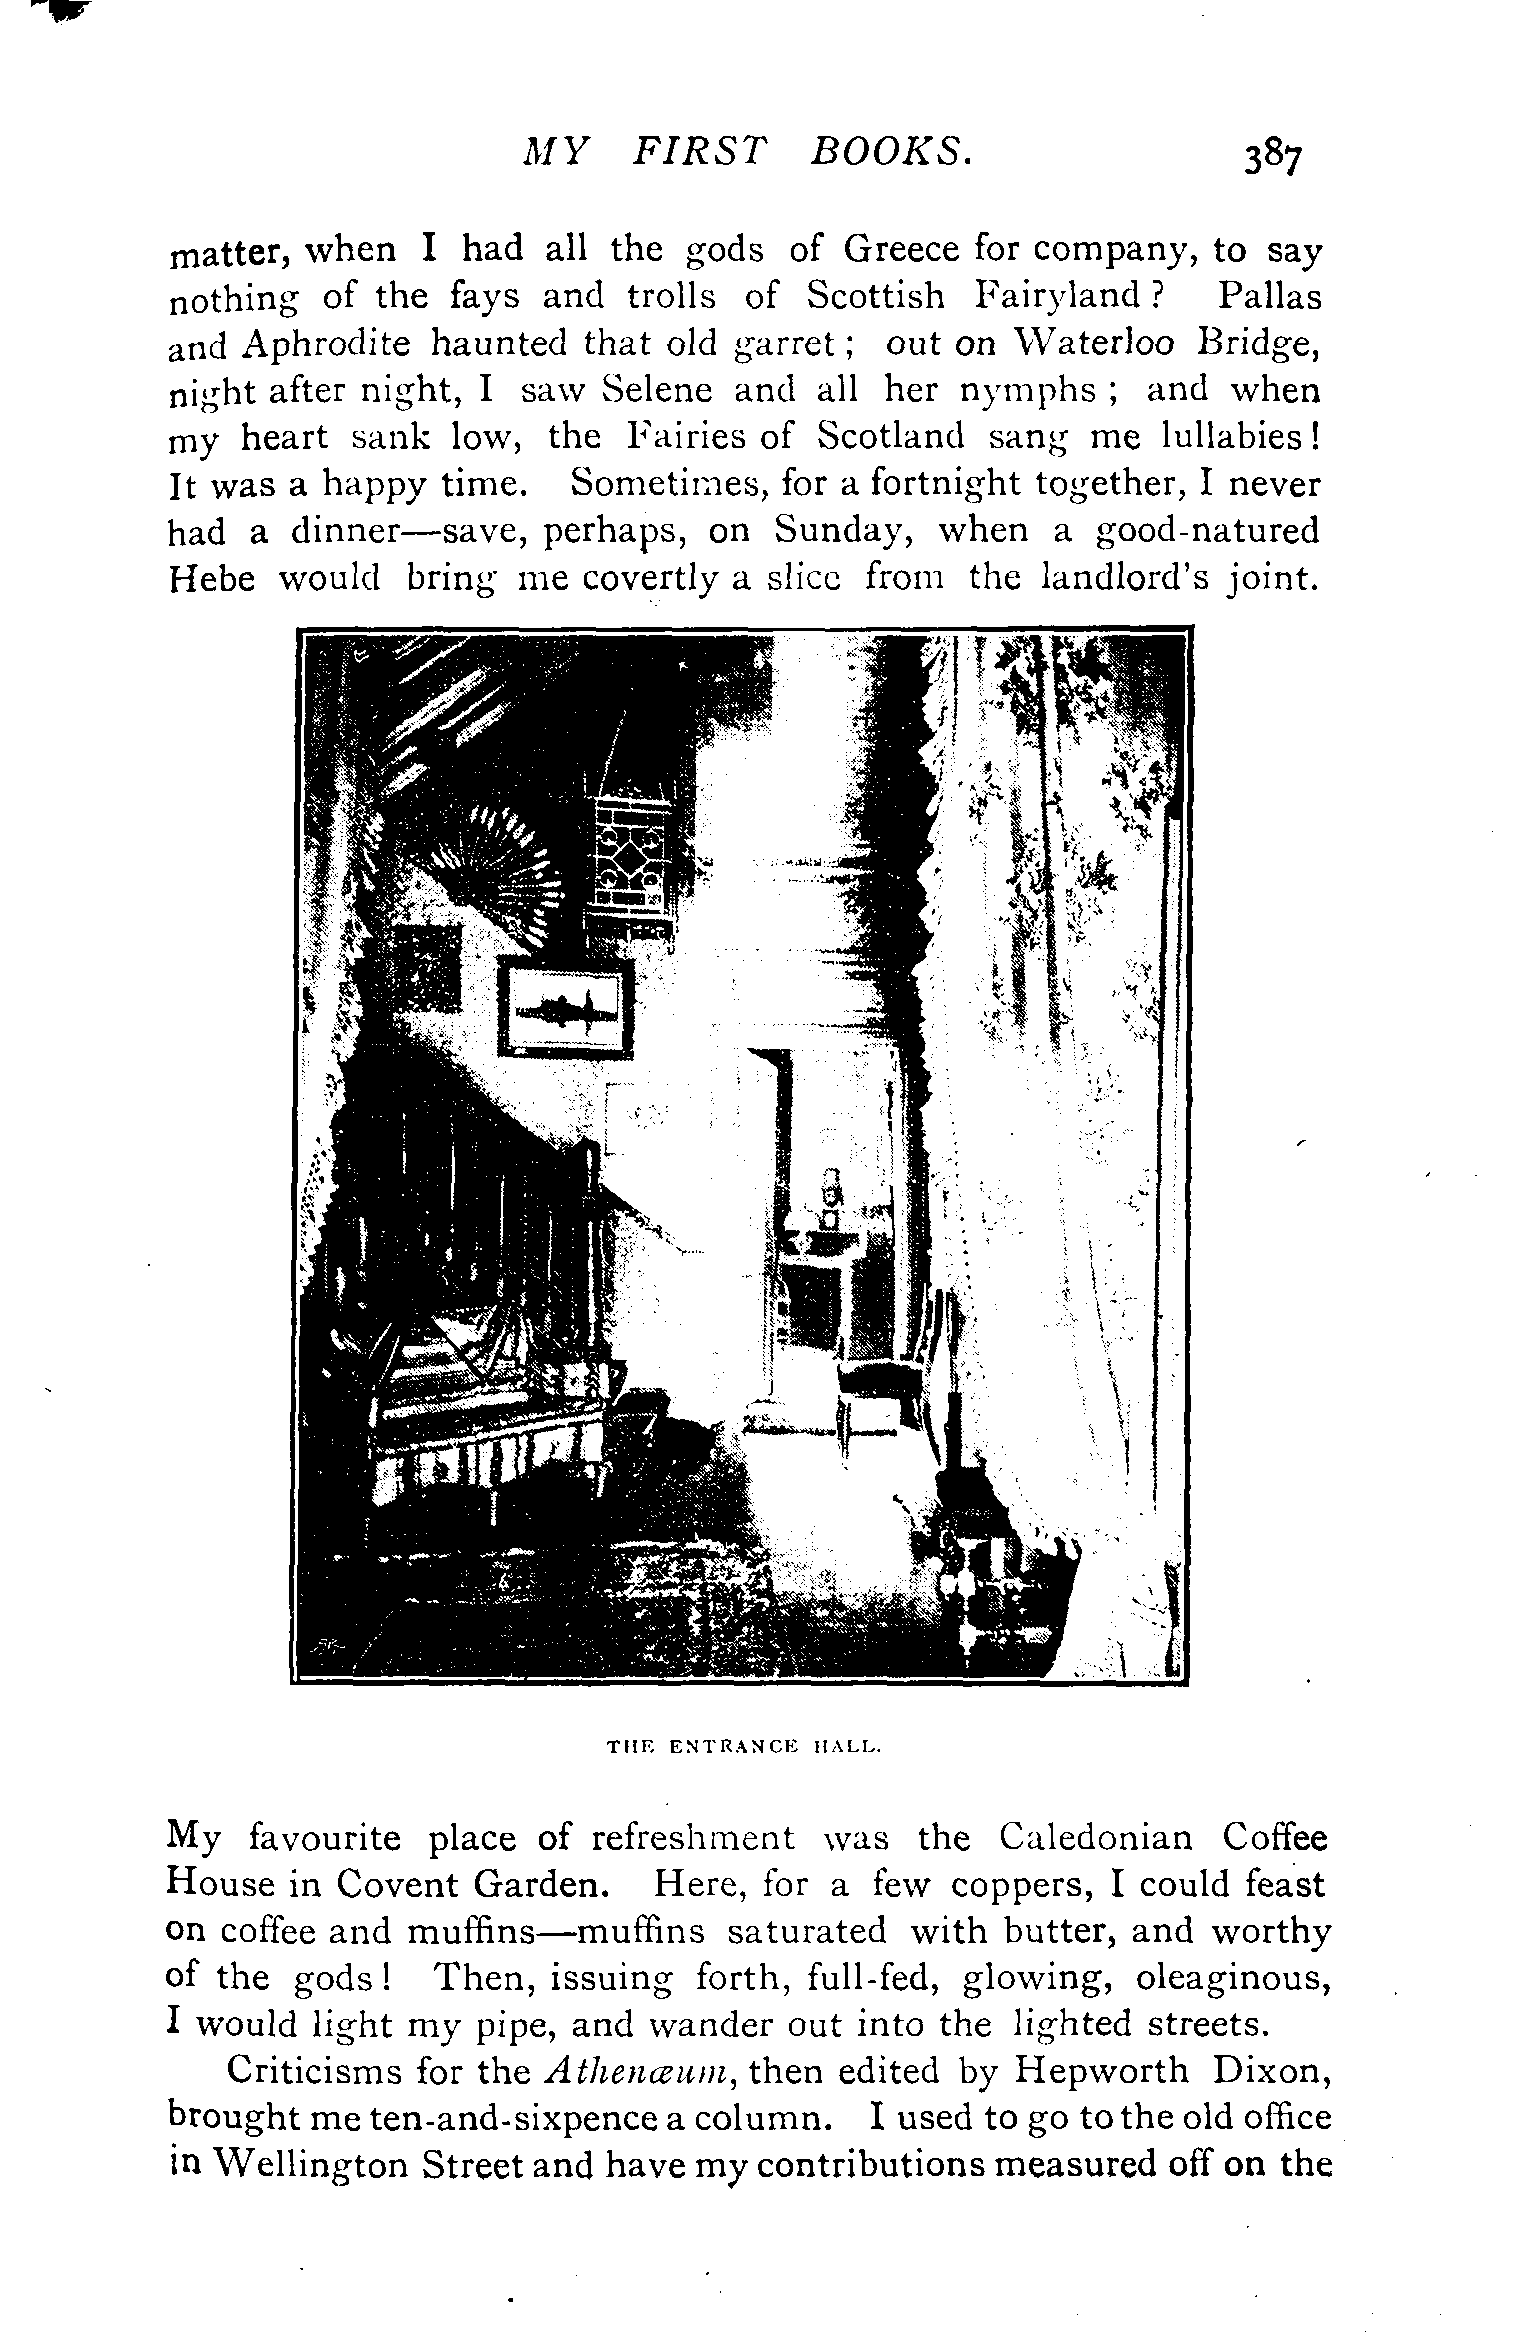 MY FIRST BOOKS. 387
matter, when I had all the gods of Greece for company, to say
nothing of the fays and trolls of Scottish Fairyland? Pallas
and Aphrodite haunted that old garret; out on Waterloo Bridge,
night after night, I saw Selene and all her nymphs; and when
my heart sank low, the Fairies of Scotland sang me lullabies!
It was a happy time. Sometimes, for a fortnight together, I never
had a dinner—save, perhaps, on Sunday, when a good-natured
Hebe would bring me covertly a slice from the landlord's joint.
THE ENTRANCE HALL.
My favourite place of refreshment was the Caledonian Coffee
House in Covent Garden. Here, for a few coppers, I could feast
on coffee and muffins—muffins saturated with butter, and worthy
of the gods! Then, issuing forth, full-fed, glowing, oleaginous,
I would light my pipe, and wander out into the lighted streets.
Criticisms for the Athenæum, then edited by Hepworth Dixon,
brought me ten-and-sixpence a column. I used to go to the old office
in Wellington Street and have my contributions measured off on the